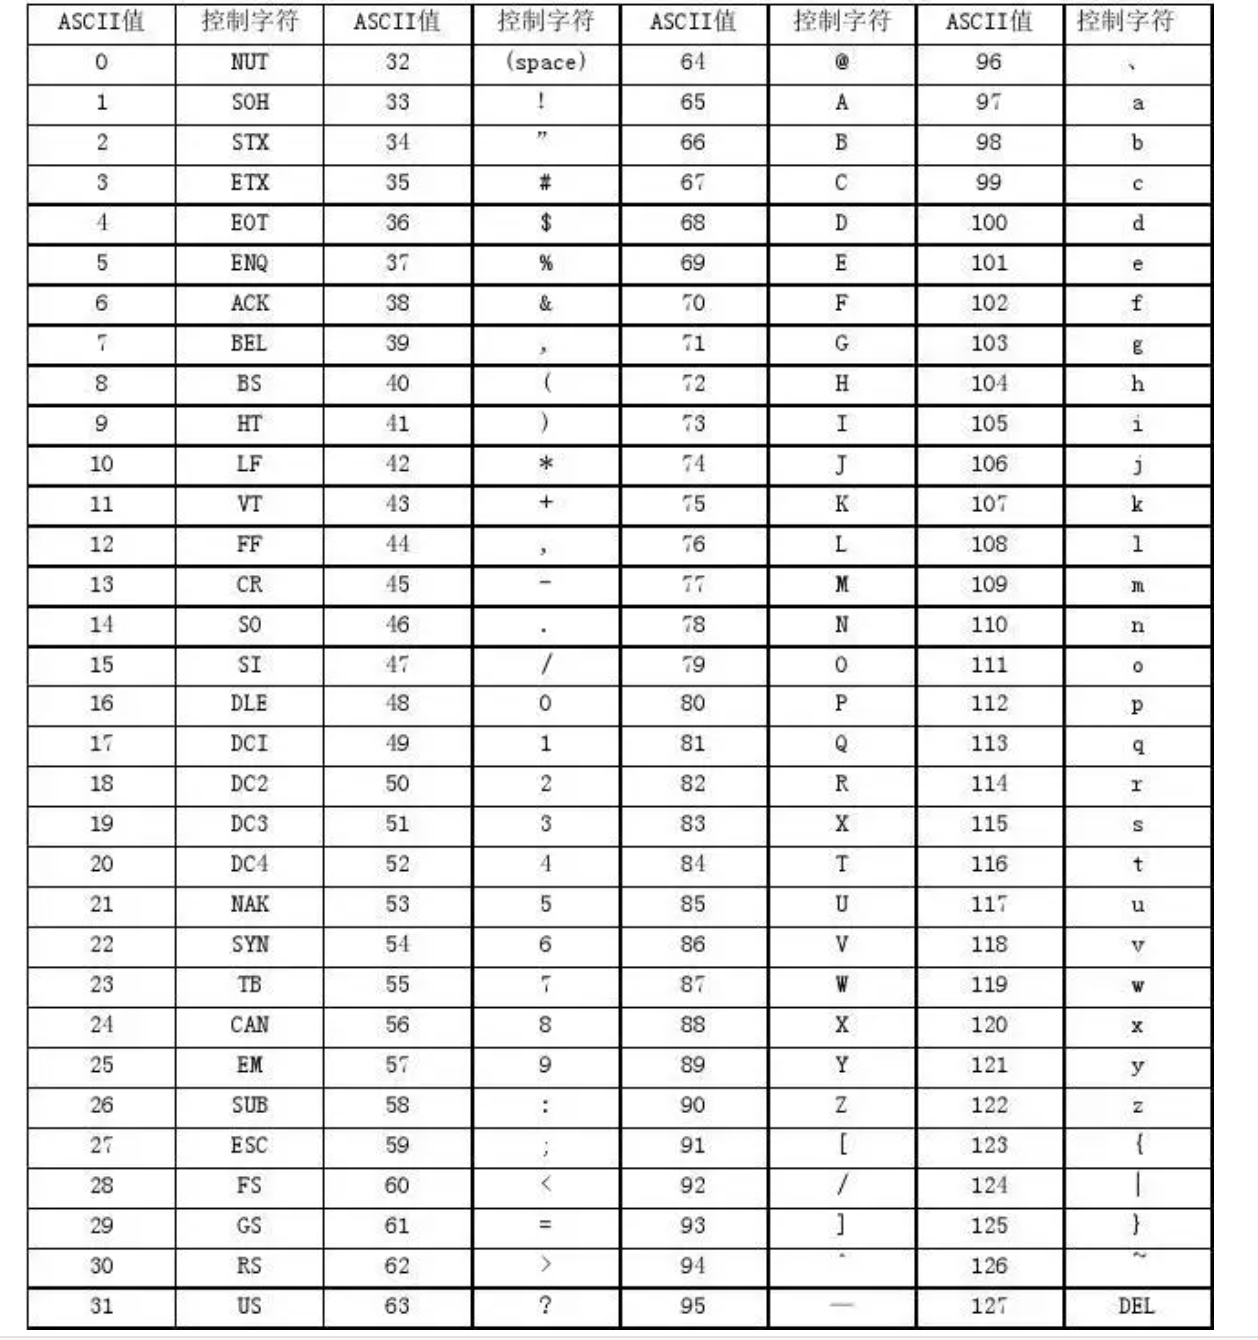 ASCII值 控制字符 ASCII值 控制字符 ASCII值 控制字符 ASCII值 控制字符
0 NUT 32 (space) 64 @ 96 、
1 SOH 33 ! 65 A 97 a
2 STX 34 ” 66 B 98 b
3 ETX 35 # 67 C 99 c
4 EOT 36 $ 68 D 100 d
5 ENQ 37 % 69 E 101 e
6 ACK 38 & 70 F 102 f
7 BEL 39 , 71 G 103 g
8 BS 40 ( 72 H 104 h
9 HT 41 ) 73 I 105 i
10 LF 42 * 74 J 106 j
11 VT 43 + 75 K 107 k
12 FF 44 , 76 L 108 l
13 CR 45 - 77 M 109 m
14 SO 46 . 78 N 110 n
15 SI 47 / 79 O 111 o
16 DLE 48 0 80 P 112 p
17 DCI 49 1 81 Q 113 q
18 DC2 50 2 82 R 114 r
19 DC3 51 3 83 X 115 s
20 DC4 52 4 84 T 116 t
21 NAK 53 5 85 U 117 u
22 SYN 54 6 86 V 118 v
23 TB 55 7 87 W 119 w
24 CAN 56 8 88 X 120 x
25 EM 57 9 89 Y 121 y
26 SUB 58 : 90 Z 122 z
27 ESC 59 ; 91 [ 123 {
28 FS 60 < 92 / 124 |
29 GS 61 = 93 ] 125 }
30 RS 62 > 94 ^ 126 ~
31 US 63 ? 95 — 127 DEL